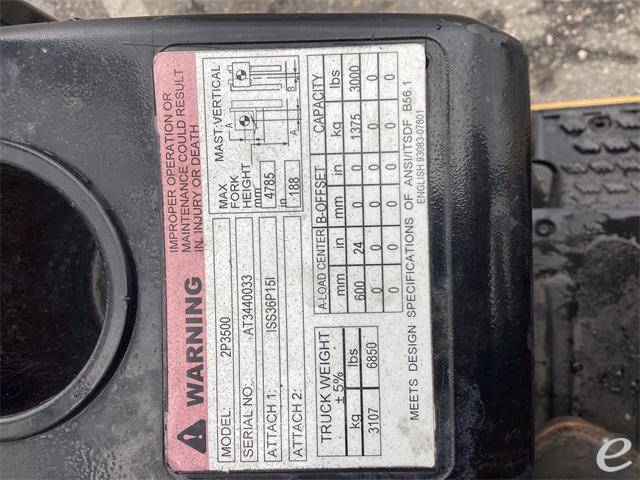 WARNING
IMPROPER OPERATION OR
MAINTENANCE COULD RESULT
IN INJURY OR DEATH
MODEL: 2P3500
SERIAL NO. AT3440033
ATTACH 1: ISS36P15I
ATTACH 2:
MAX
FORK
HEIGHT
mm 4785
in 188
MAST: VERTICAL
A
B
A
TRUCK WEIGHT
± 5%
kg lbs
3107 6850
A-LOAD CENTER B-OFFSET CAPACITY
mm in mm in kg lbs
600 24 0 0 1375 3000
0 0 0 0 0 0
0 0 0 0 0 0
MEETS DESIGN SPECIFICATIONS OF ANSI/ITSDF B56.1
ENGLISH 93083-07801
e